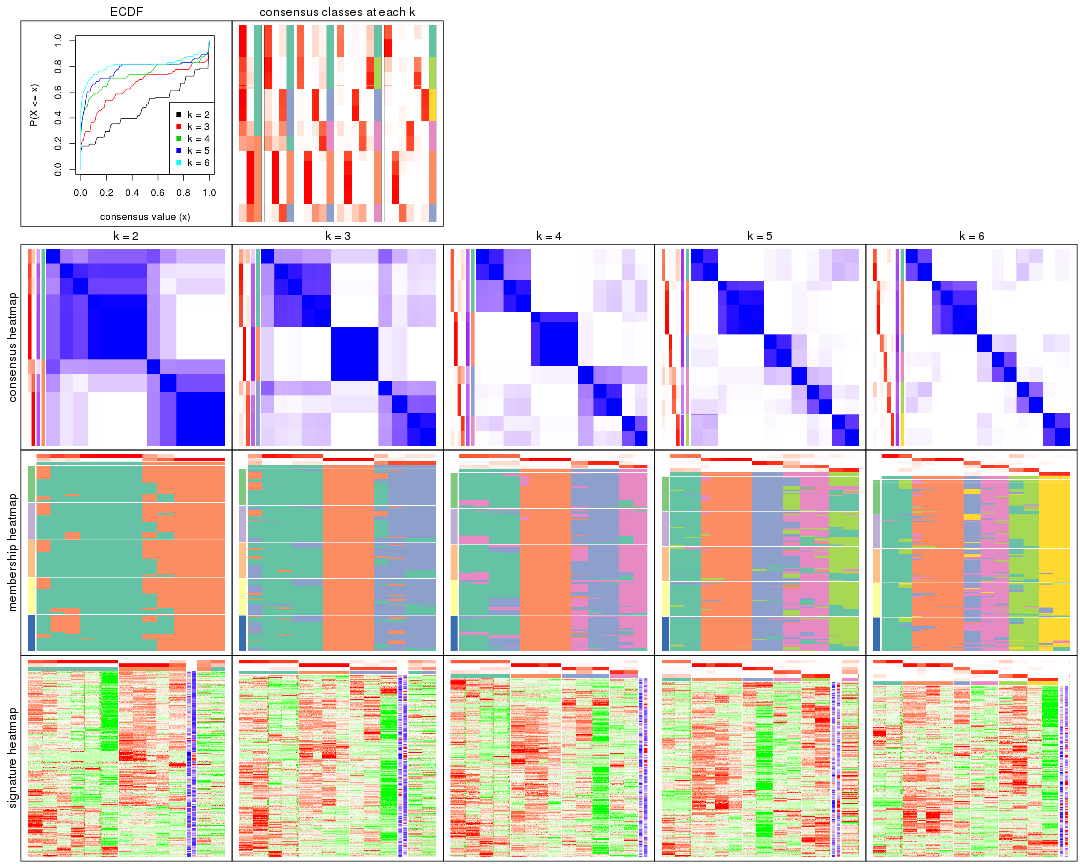 ECDF
consensus classes at each k
P(X <= x)
1.0
0.8
0.6
0.4
0.2
0.0
k = 2
k = 3
k = 4
k = 5
k = 6
0.0 0.2 0.4 0.6 0.8 1.0
consensus value (x)
k = 2
k = 3
k = 4
k = 5
k = 6
consensus heatmap
membership heatmap
signature heatmap